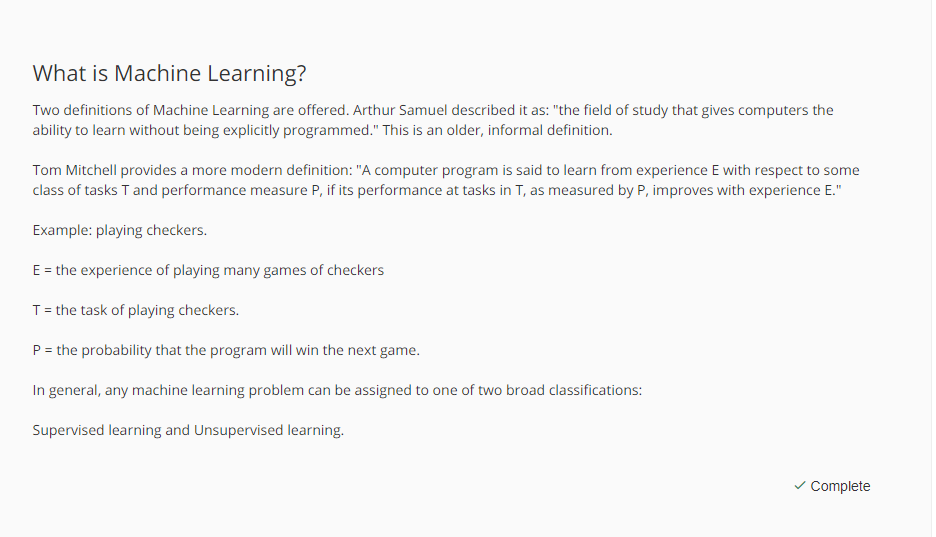 What is Machine Learning?
Two definitions of Machine Learning are offered. Arthur Samuel described it as: "the field of study that gives computers the
ability to learn without being explicitly programmed." This is an older, informal definition.
Tom Mitchell provides a more modern definition: "A computer program is said to learn from experience E with respect to some
class of tasks T and performance measure P, if its performance at tasks in T, as measured by P, improves with experience E."
Example: playing checkers.
E = the experience of playing many games of checkers
T = the task of playing checkers.
P = the probability that the program will win the next game.
In general, any machine learning problem can be assigned to one of two broad classifications:
Supervised learning and Unsupervised learning.
Complete